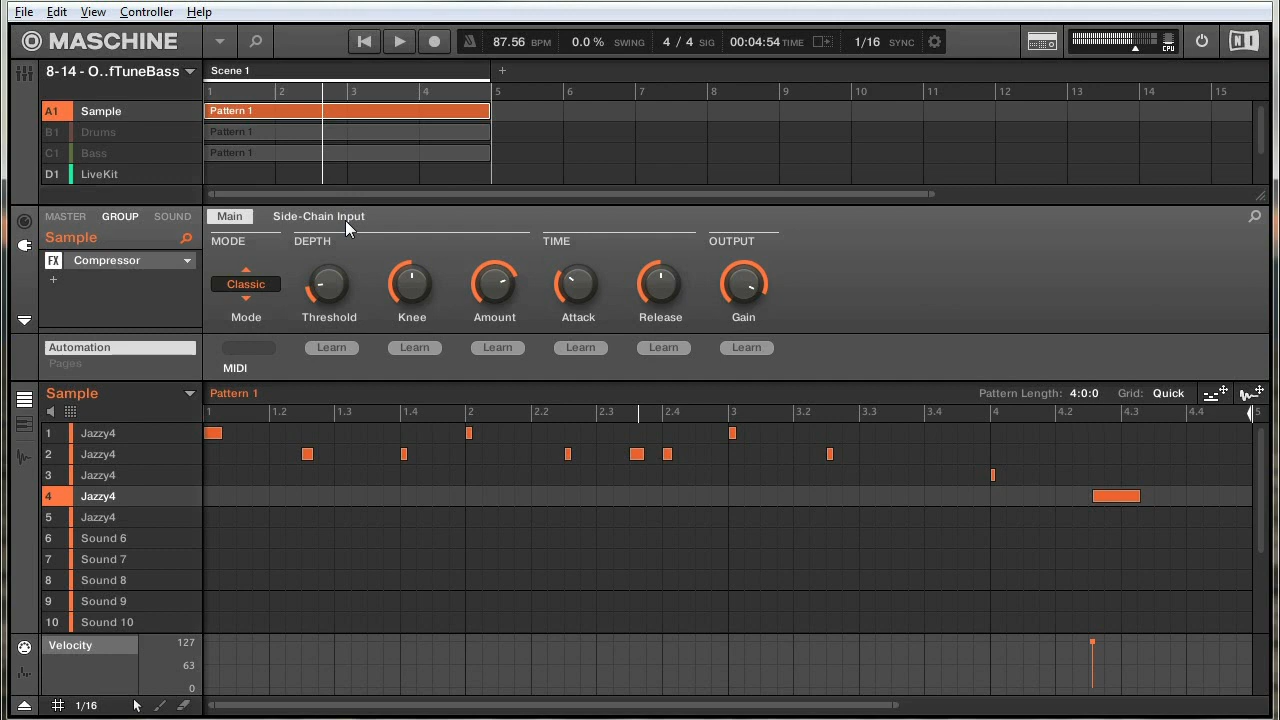 File Edit View Controller Help
MASCHINE 87.56 BPM 0.0 % SWING 4 / 4 SIG 00:04:54 TIME 1/16 SYNC CPU NI
8-14 - O..fTuneBass Scene 1 +
1 2 3 4 5 6 7 8 9 10 11 12 13 14 15
A1 Sample Pattern 1
B1 Drums Pattern 1
C1 Bass Pattern 1
D1 LiveKit
MASTER GROUP SOUND Main Side-Chain Input
Sample MODE DEPTH TIME OUTPUT
FX Compressor
+ Classic
Mode Threshold Knee Amount Attack Release Gain
Automation Learn Learn Learn Learn Learn Learn
Pages MIDI
Sample Pattern 1 Pattern Length: 4:0:0 Grid: Quick
1 1.2 1.3 1.4 2 2.2 2.3 2.4 3 3.2 3.3 3.4 4 4.2 4.3 4.4 5
1 Jazzy4
2 Jazzy4
3 Jazzy4
4 Jazzy4
5 Jazzy4
6 Sound 6
7 Sound 7
8 Sound 8
9 Sound 9
10 Sound 10
Velocity 127
63
0
1/16